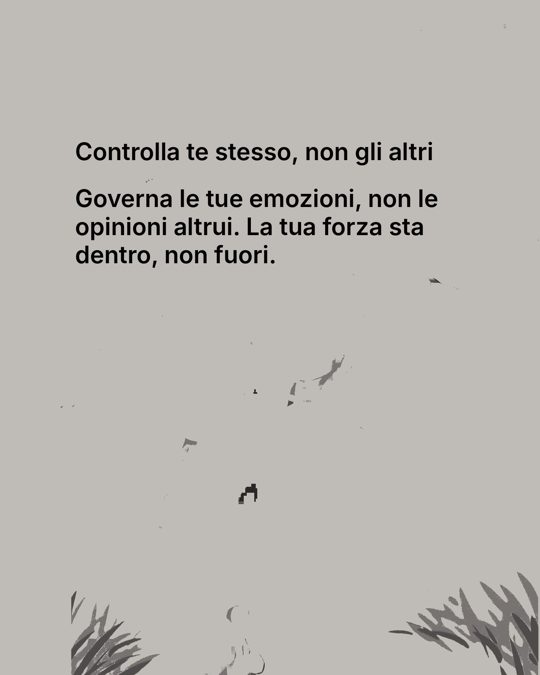 Controlla te stesso, non gli altri
Governa le tue emozioni, non le
opinioni altrui. La tua forza sta
dentro, non fuori.